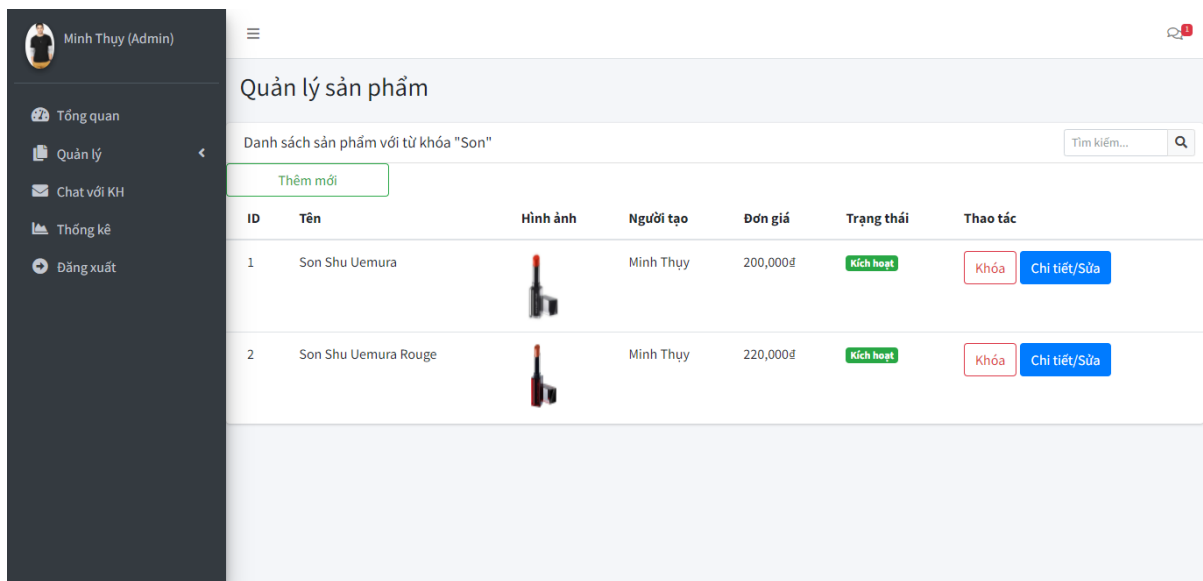 Minh Thụy (Admin)
1
Quản lý sản phẩm
Tổng quan
Quản lý
Chat với KH
Thống kê
Đăng xuất
Danh sách sản phẩm với từ khóa "Son"
Tìm kiếm...
Thêm mới
ID Tên Hình ảnh Người tạo Đơn giá Trạng thái Thao tác
1 Son Shu Uemura Minh Thụy 200,000đ Kích hoạt Khóa Chi tiết/Sửa
2 Son Shu Uemura Rouge Minh Thụy 220,000đ Kích hoạt Khóa Chi tiết/Sửa